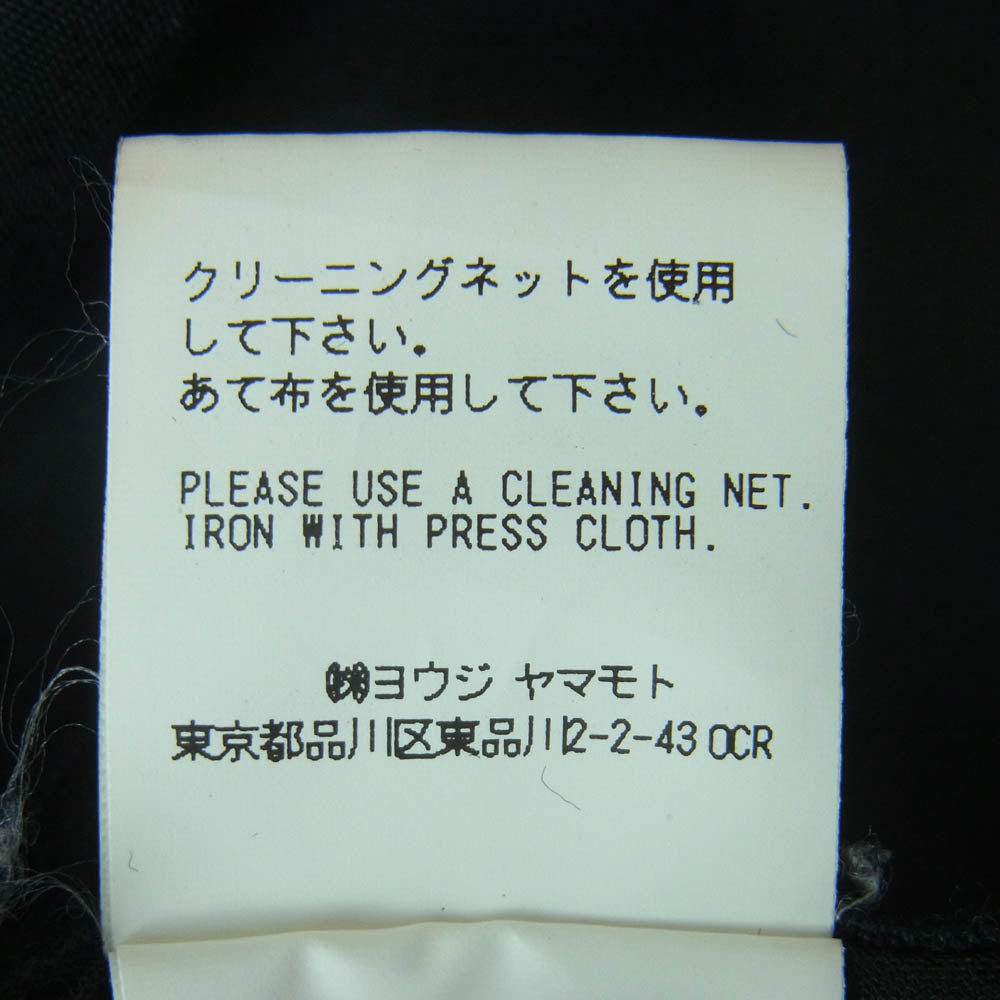 クリーニングネットを使用
して下さい。
あて布を使用して下さい。
PLEASE USE A CLEANING NET.
IRON WITH PRESS CLOTH.
㈱ヨウジ ヤマモト
東京都品川区東品川2-2-43 OCR